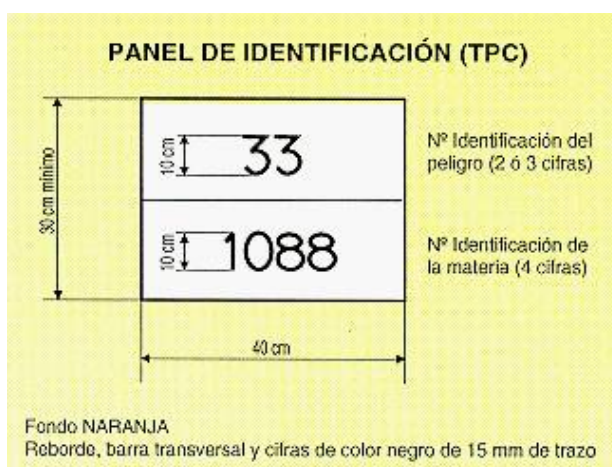 PANEL DE IDENTIFICACIÓN (TPC)
30 cm mínimo
10 cm
33
Nº Identificación del
peligro (2 ó 3 cifras)
10 cm
1088
Nº Identificación de
la materia (4 cifras)
40 cm
Fondo NARANJA
Reborde, barra transversal y cifras de color negro de 15 mm de trazo